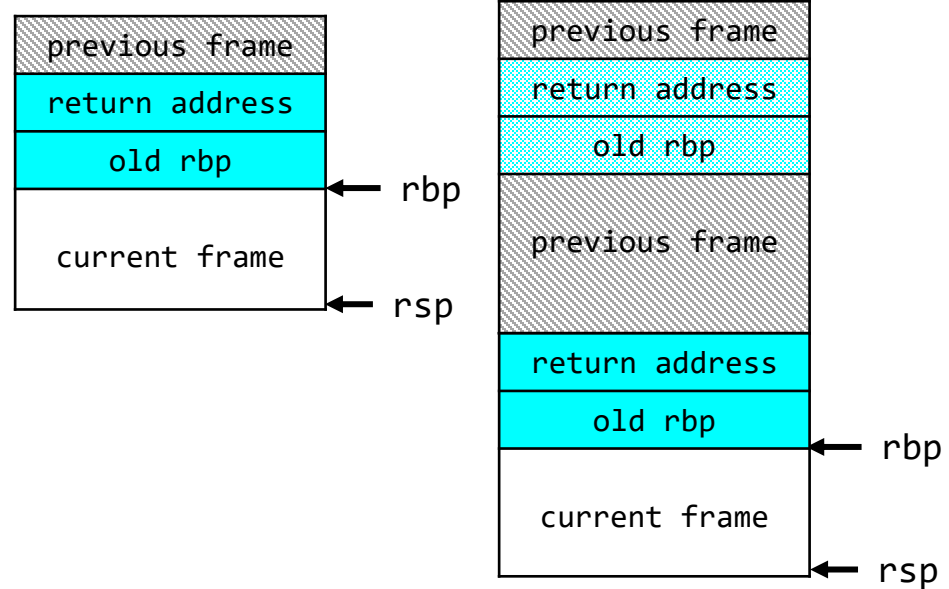 previous frame
return address
old rbp
rbp
current frame
rsp
previous frame
return address
old rbp
previous frame
return address
old rbp
rbp
current frame
rsp